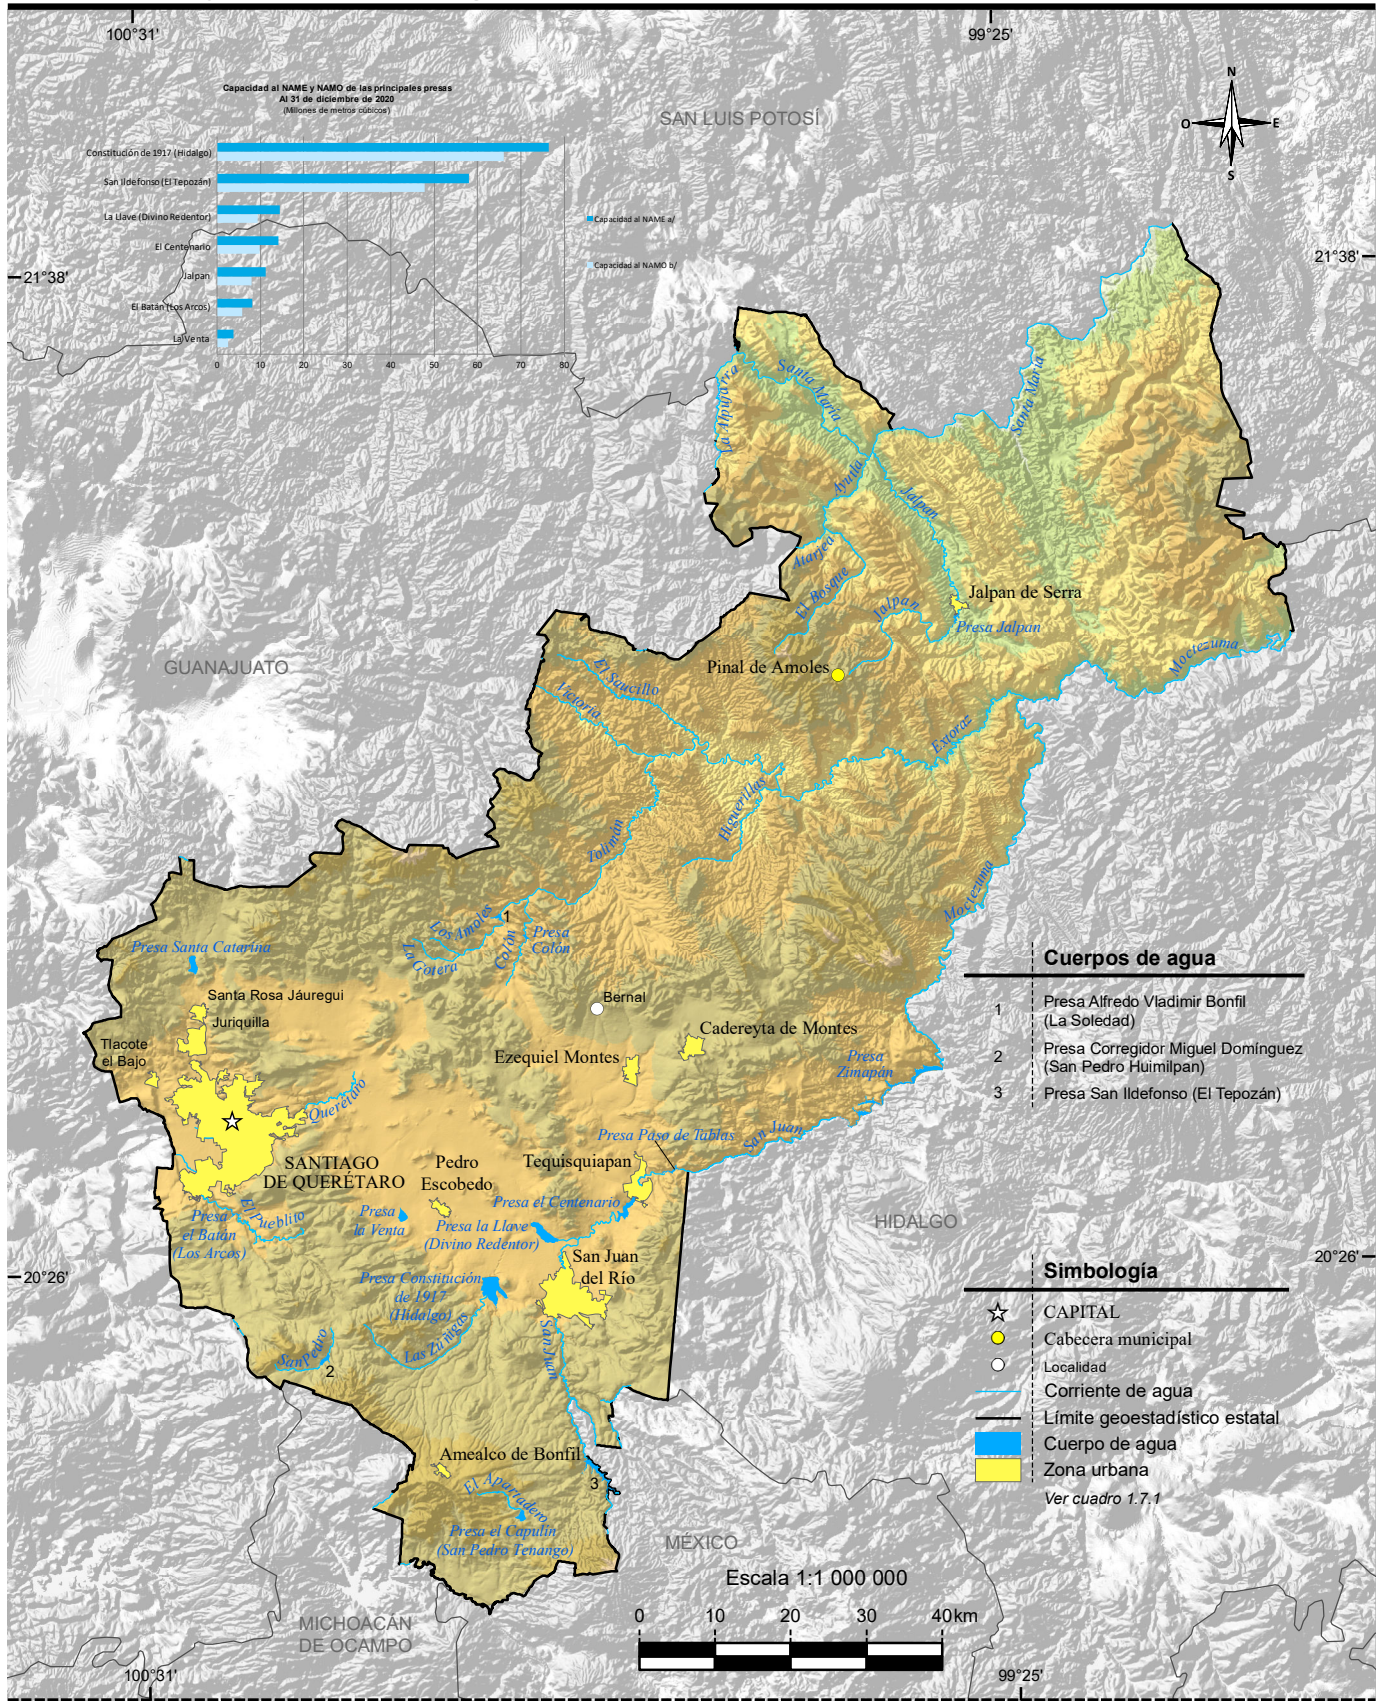 100°31'
99°25'
Capacidad al NAME y NAMO de las principales presas
Al 31 de diciembre de 2020
(Millones de metros cúbicos)
Constitución de 1917 (Hidalgo)
San Ildefonso (El Tepozán)
La Llave (Divino Redentor)
El Centenario
Jalpan
El Batán (Los Arcos)
La Venta
0 10 20 30 40 50 60 70 80
Capacidad al NAME a/
Capacidad al NAMO b/
N
O E
S
SAN LUIS POTOSÍ
21°38'
21°38'
La Alpujarra
Santa María
Santa María
Ayutla
Jalpan
Atarjea
El Bosque
Jalpan
Jalpan de Serra
Presa Jalpan
Pinal de Amoles
Moctezuma
GUANAJUATO
El Saucillo
Victoria
Extoraz
Higuerillas
Tolimán
Moctezuma
Los Amoles
1
La Gotera
Colón
Presa
Colón
Presa Santa Catarina
Santa Rosa Jáuregui
Juriquilla
Tlacote
el Bajo
Bernal
Cadereyta de Montes
Ezequiel Montes
Presa
Zimapán
Querétaro
San Juan
Presa Paso de Tablas
SANTIAGO
DE QUERÉTARO
Pedro
Escobedo
Tequisquiapan
Presa el Centenario
Presa
el Batán
(Los Arcos)
El Pueblito
Presa
la Venta
Presa la Llave
(Divino Redentor)
HIDALGO
San Juan
del Río
Presa Constitución
de 1917
(Hidalgo)
Las Zúñigas
San Juan
San Pedro
2
20°26'
20°26'
Amealco de Bonfil
El Apartadero
3
Presa el Capulín
(San Pedro Tenango)
MÉXICO
MICHOACÁN
DE OCAMPO
Cuerpos de agua
1 Presa Alfredo Vladimir Bonfil
(La Soledad)
2 Presa Corregidor Miguel Domínguez
(San Pedro Huimilpan)
3 Presa San Ildefonso (El Tepozán)
Simbología
CAPITAL
Cabecera municipal
Localidad
Corriente de agua
Límite geoestadístico estatal
Cuerpo de agua
Zona urbana
Ver cuadro 1.7.1
Escala 1:1 000 000
0 10 20 30 40 km
100°31'
99°25'